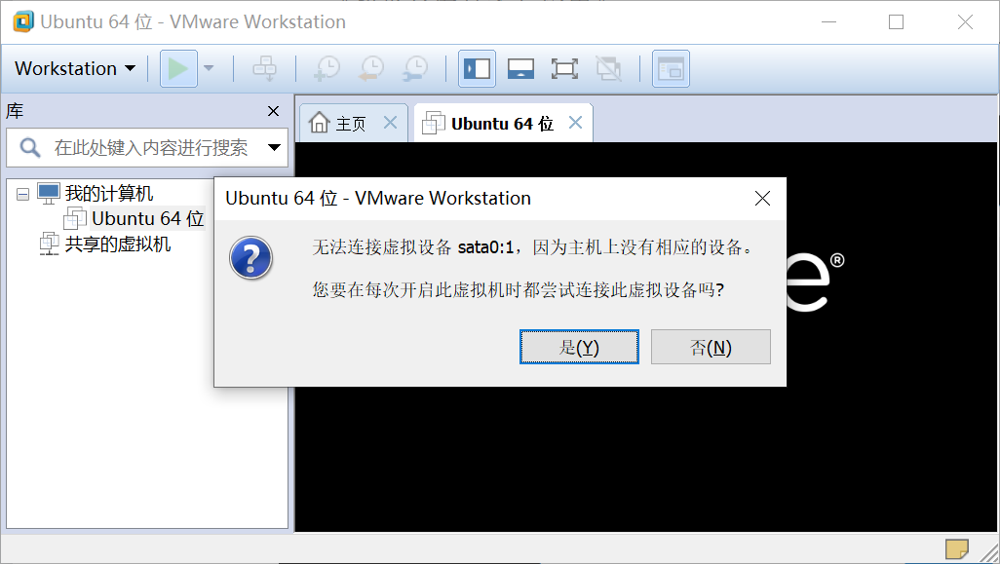 Ubuntu 64 位 - VMware Workstation
Workstation
库
主页
Ubuntu 64 位
在此处键入内容进行搜索
我的计算机
Ubuntu 64 位
共享的虚拟机
Ubuntu 64 位 - VMware Workstation
无法连接虚拟设备 sata0:1，因为主机上没有相应的设备。
您要在每次开启此虚拟机时都尝试连接此虚拟设备吗?
是(Y)
否(N)
e®